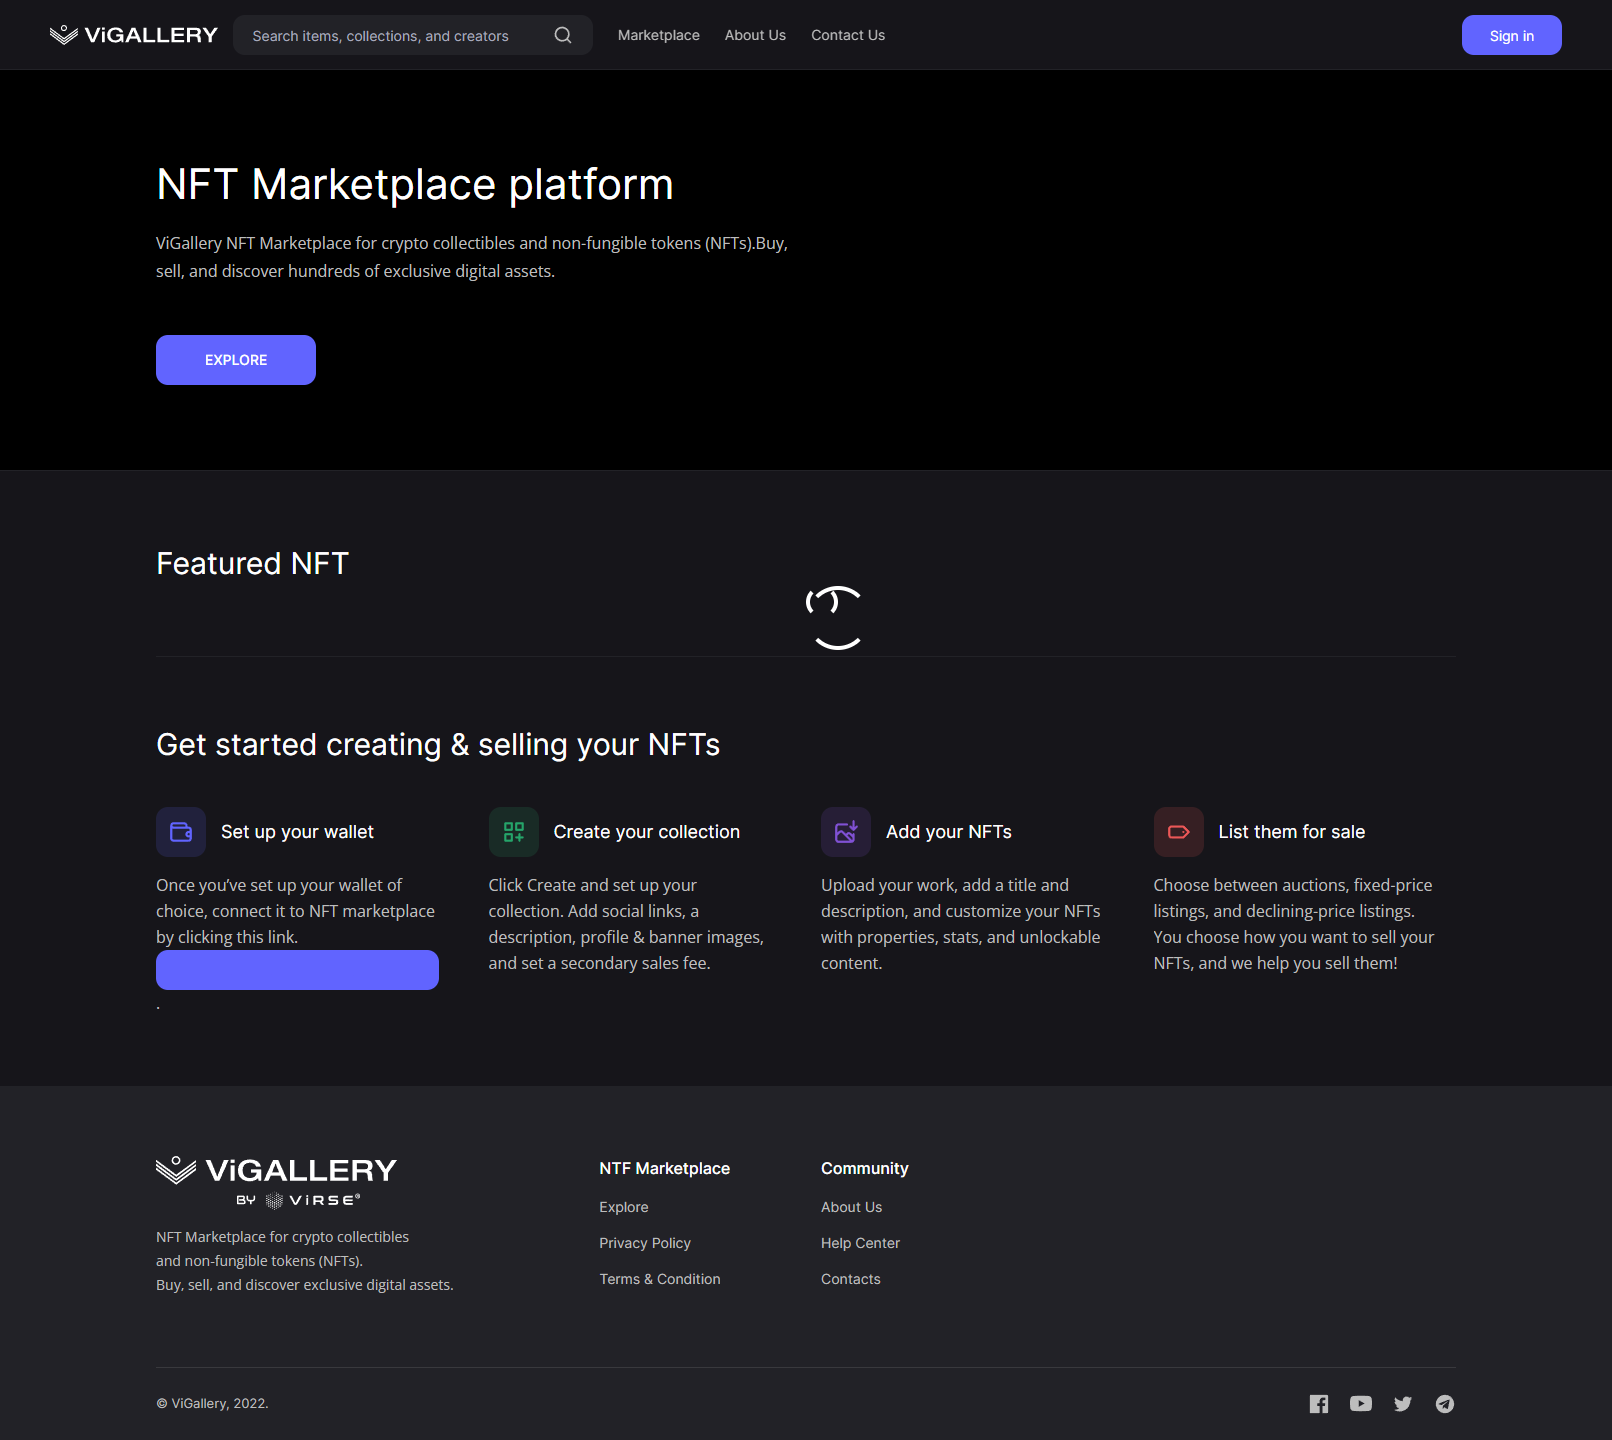 ViGALLERY
Search items, collections, and creators
Marketplace
About Us
Contact Us
Sign in
NFT Marketplace platform
ViGallery NFT Marketplace for crypto collectibles and non-fungible tokens (NFTs).Buy,
sell, and discover hundreds of exclusive digital assets.
EXPLORE
Featured NFT
Get started creating & selling your NFTs
Set up your wallet
Once you’ve set up your wallet of
choice, connect it to NFT marketplace
by clicking this link.
.
Create your collection
Click Create and set up your
collection. Add social links, a
description, profile & banner images,
and set a secondary sales fee.
Add your NFTs
Upload your work, add a title and
description, and customize your NFTs
with properties, stats, and unlockable
content.
List them for sale
Choose between auctions, fixed-price
listings, and declining-price listings.
You choose how you want to sell your
NFTs, and we help you sell them!
ViGALLERY
BY ViRSE®
NFT Marketplace for crypto collectibles
and non-fungible tokens (NFTs).
Buy, sell, and discover exclusive digital assets.
NTF Marketplace
Explore
Privacy Policy
Terms & Condition
Community
About Us
Help Center
Contacts
© ViGallery, 2022.